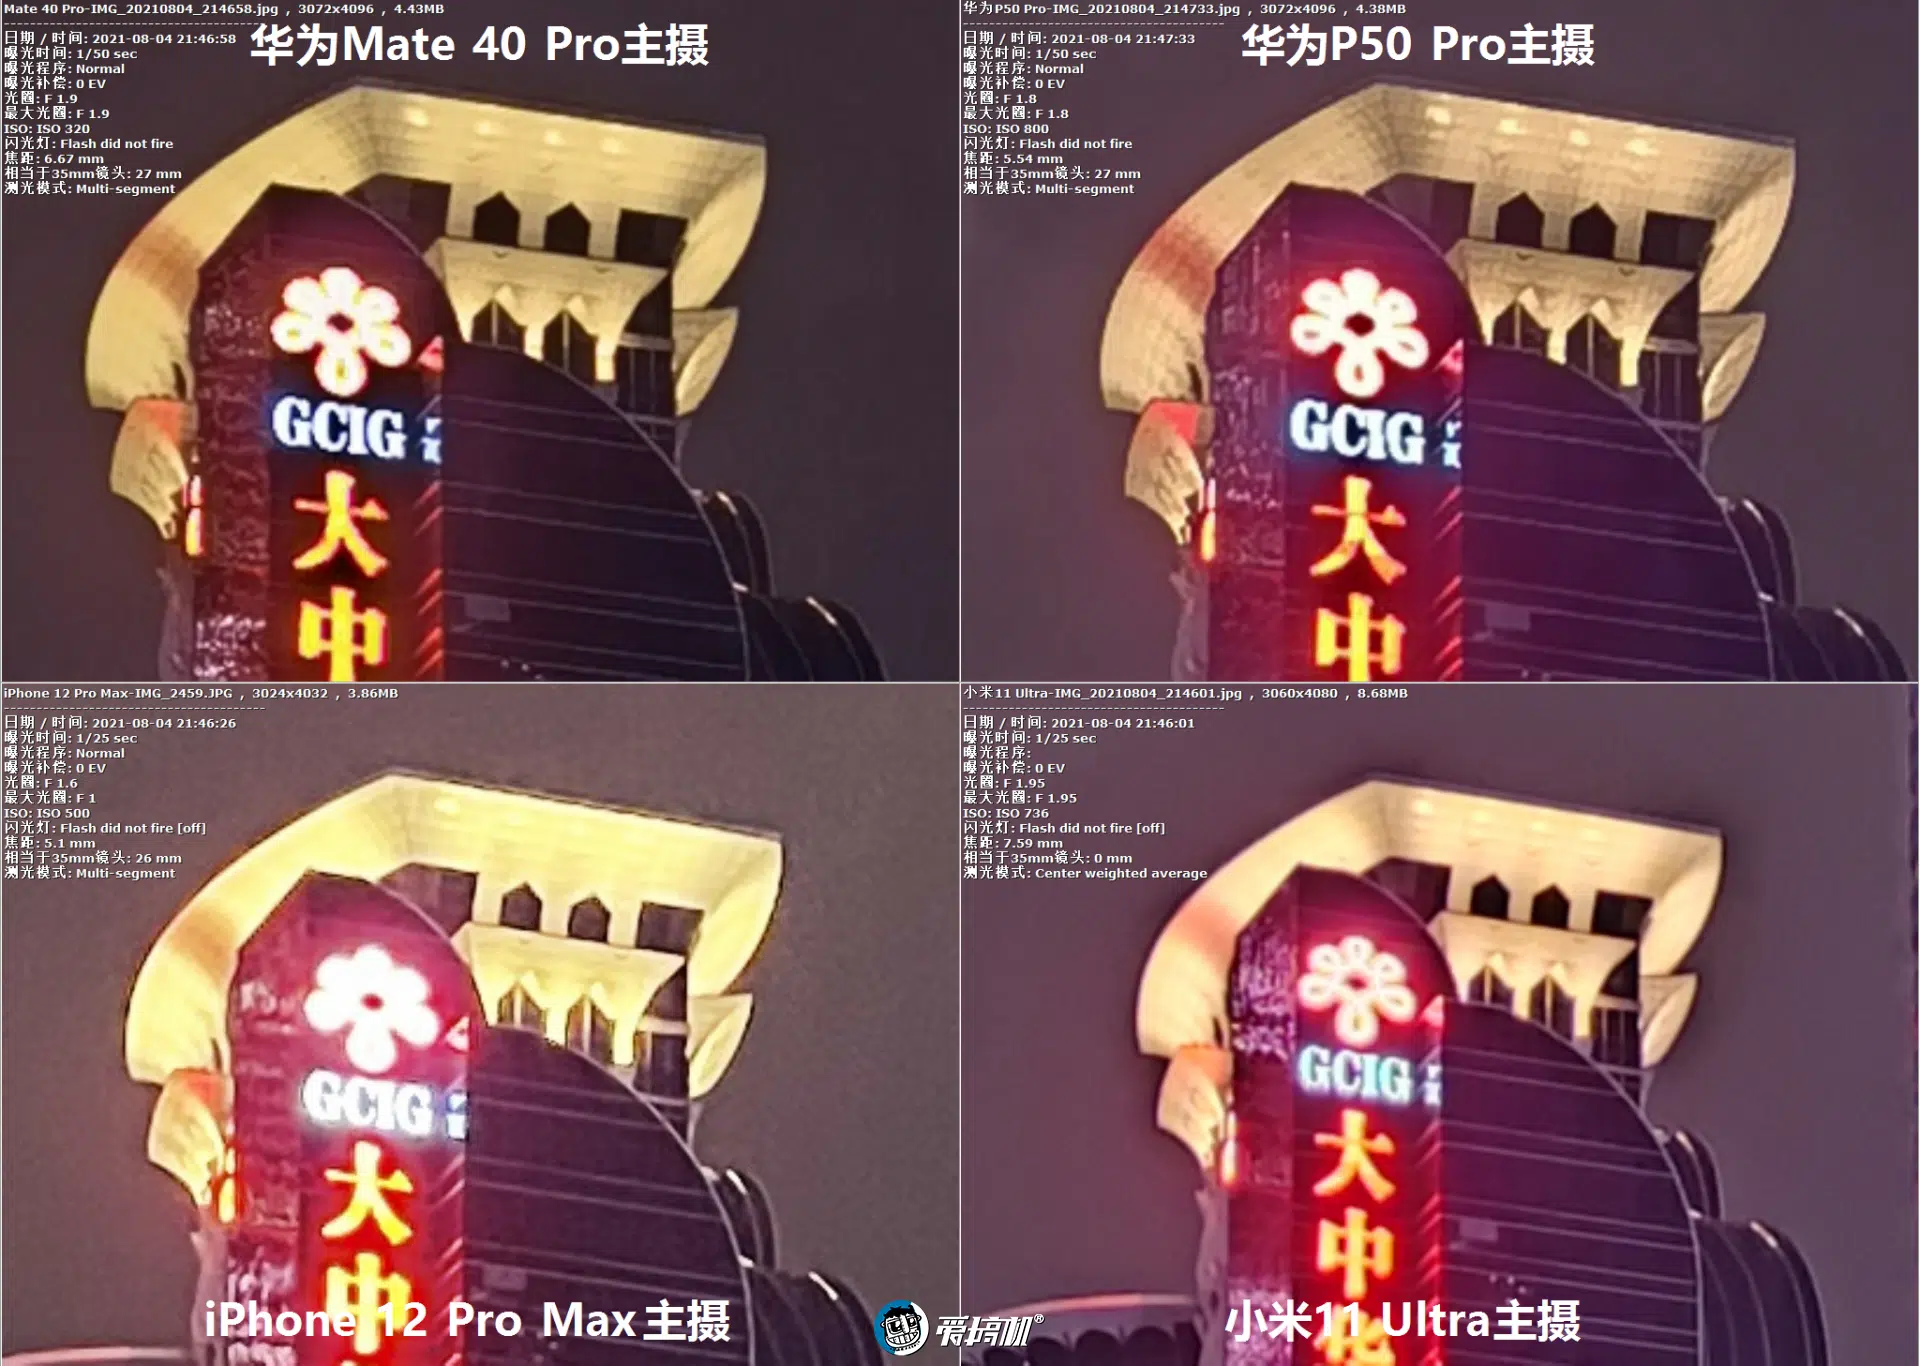 Mate 40 Pro-IMG_20210804_214658.jpg , 3072x4096 , 4.43MB
日期 / 时间: 2021-08-04 21:46:58
曝光时间: 1/50 sec
曝光程序: Normal
曝光补偿: 0 EV
光圈: F 1.9
最大光圈: F 1.9
ISO: ISO 320
闪光灯: Flash did not fire
焦距: 6.67 mm
相当于35mm镜头: 27 mm
测光模式: Multi-segment
华为Mate 40 Pro主摄
GCIG
大
中
华为P50 Pro-IMG_20210804_214733.jpg , 3072x4096 , 4.38MB
日期 / 时间: 2021-08-04 21:47:33
曝光时间: 1/50 sec
曝光程序: Normal
曝光补偿: 0 EV
光圈: F 1.8
最大光圈: F 1.8
ISO: ISO 800
闪光灯: Flash did not fire
焦距: 5.54 mm
相当于35mm镜头: 27 mm
测光模式: Multi-segment
华为P50 Pro主摄
GCIG
大
中
iPhone 12 Pro Max-IMG_2459.JPG , 3024x4032 , 3.86MB
日期 / 时间: 2021-08-04 21:46:26
曝光时间: 1/25 sec
曝光程序: Normal
曝光补偿: 0 EV
光圈: F 1.6
最大光圈: F 1
ISO: ISO 500
闪光灯: Flash did not fire [off]
焦距: 5.1 mm
相当于35mm镜头: 26 mm
测光模式: Multi-segment
GCIG
大
中
iPhone 12 Pro Max主摄
小米11 Ultra-IMG_20210804_214601.jpg , 3060x4080 , 8.68MB
日期 / 时间: 2021-08-04 21:46:01
曝光时间: 1/25 sec
曝光程序:
曝光补偿: 0 EV
光圈: F 1.95
最大光圈: F 1.95
ISO: ISO 736
闪光灯: Flash did not fire [off]
焦距: 7.59 mm
相当于35mm镜头: 0 mm
测光模式: Center weighted average
GCIG
大
中
小米11 Ultra主摄
爱搞机®